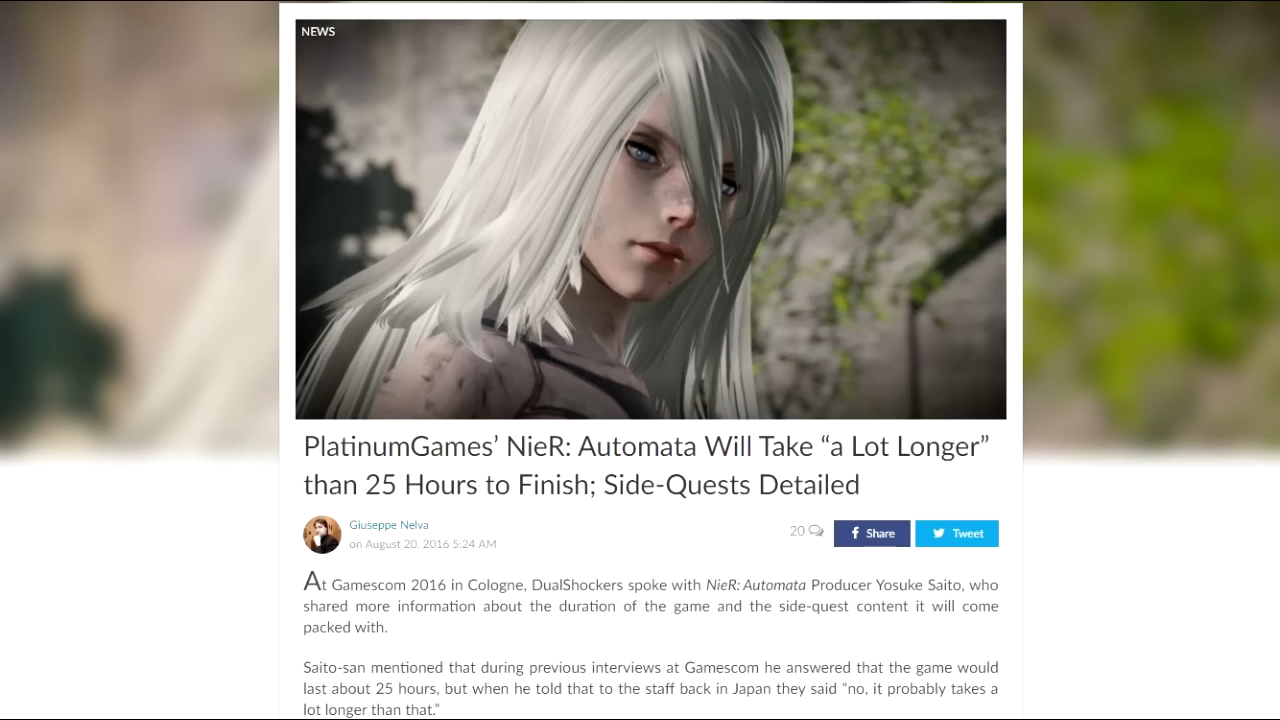 NEWS
PlatinumGames’ NieR: Automata Will Take “a Lot Longer”
than 25 Hours to Finish; Side-Quests Detailed
Giuseppe Nelva
on August 20, 2016 5:24 AM
20
Share
Tweet
At Gamescom 2016 in Cologne, DualShockers spoke with NieR: Automata Producer Yosuke Saito, who
shared more information about the duration of the game and the side-quest content it will come
packed with.
Saito-san mentioned that during previous interviews at Gamescom he answered that the game would
last about 25 hours, but when he told that to the staff back in Japan they said “no, it probably takes a
lot longer than that.”